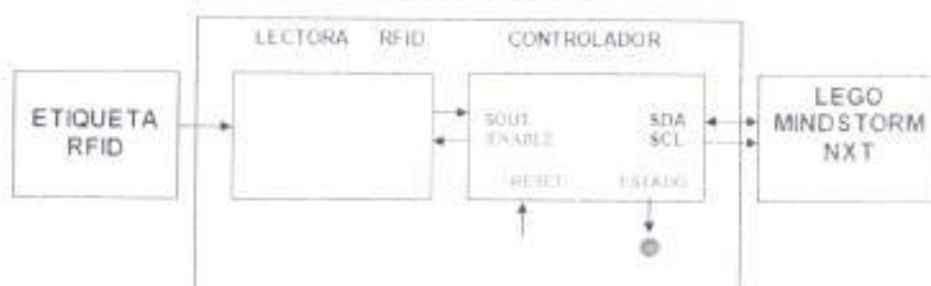 LECTORA RFID CONTROLADOR
ETIQUETA
RFID
SOUT
/ENABLE
SDA
SCL
RESET
ESTADO
LEGO
MINDSTORM
NXT